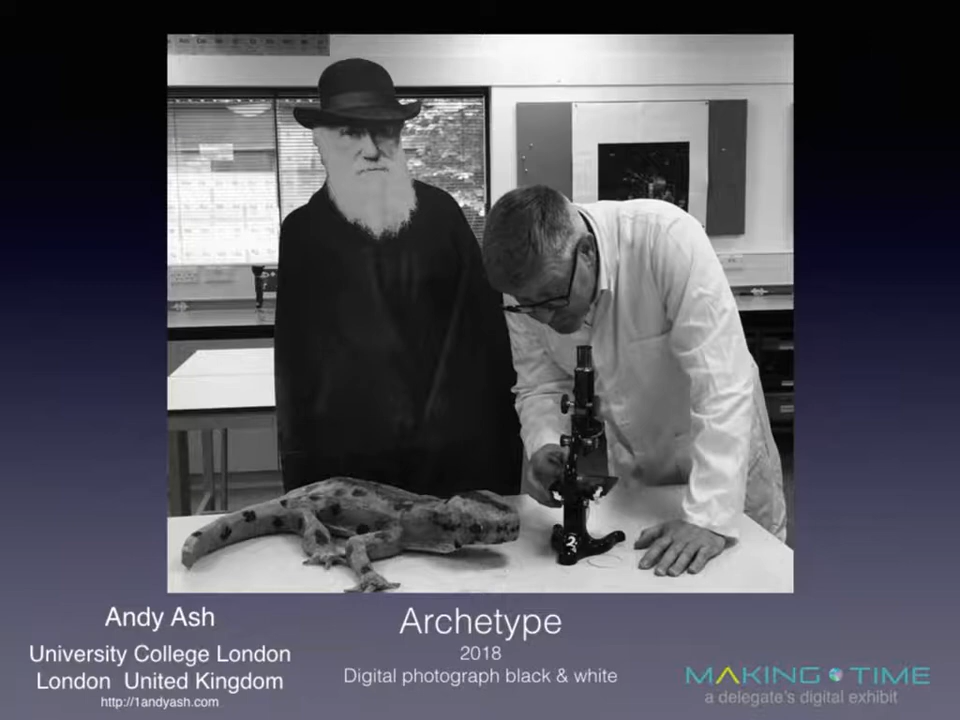 Andy Ash
University College London
London United Kingdom
http://1andyash.com
Archetype
2018
Digital photograph black & white
MAKING TIME
a delegate's digital exhibit
23